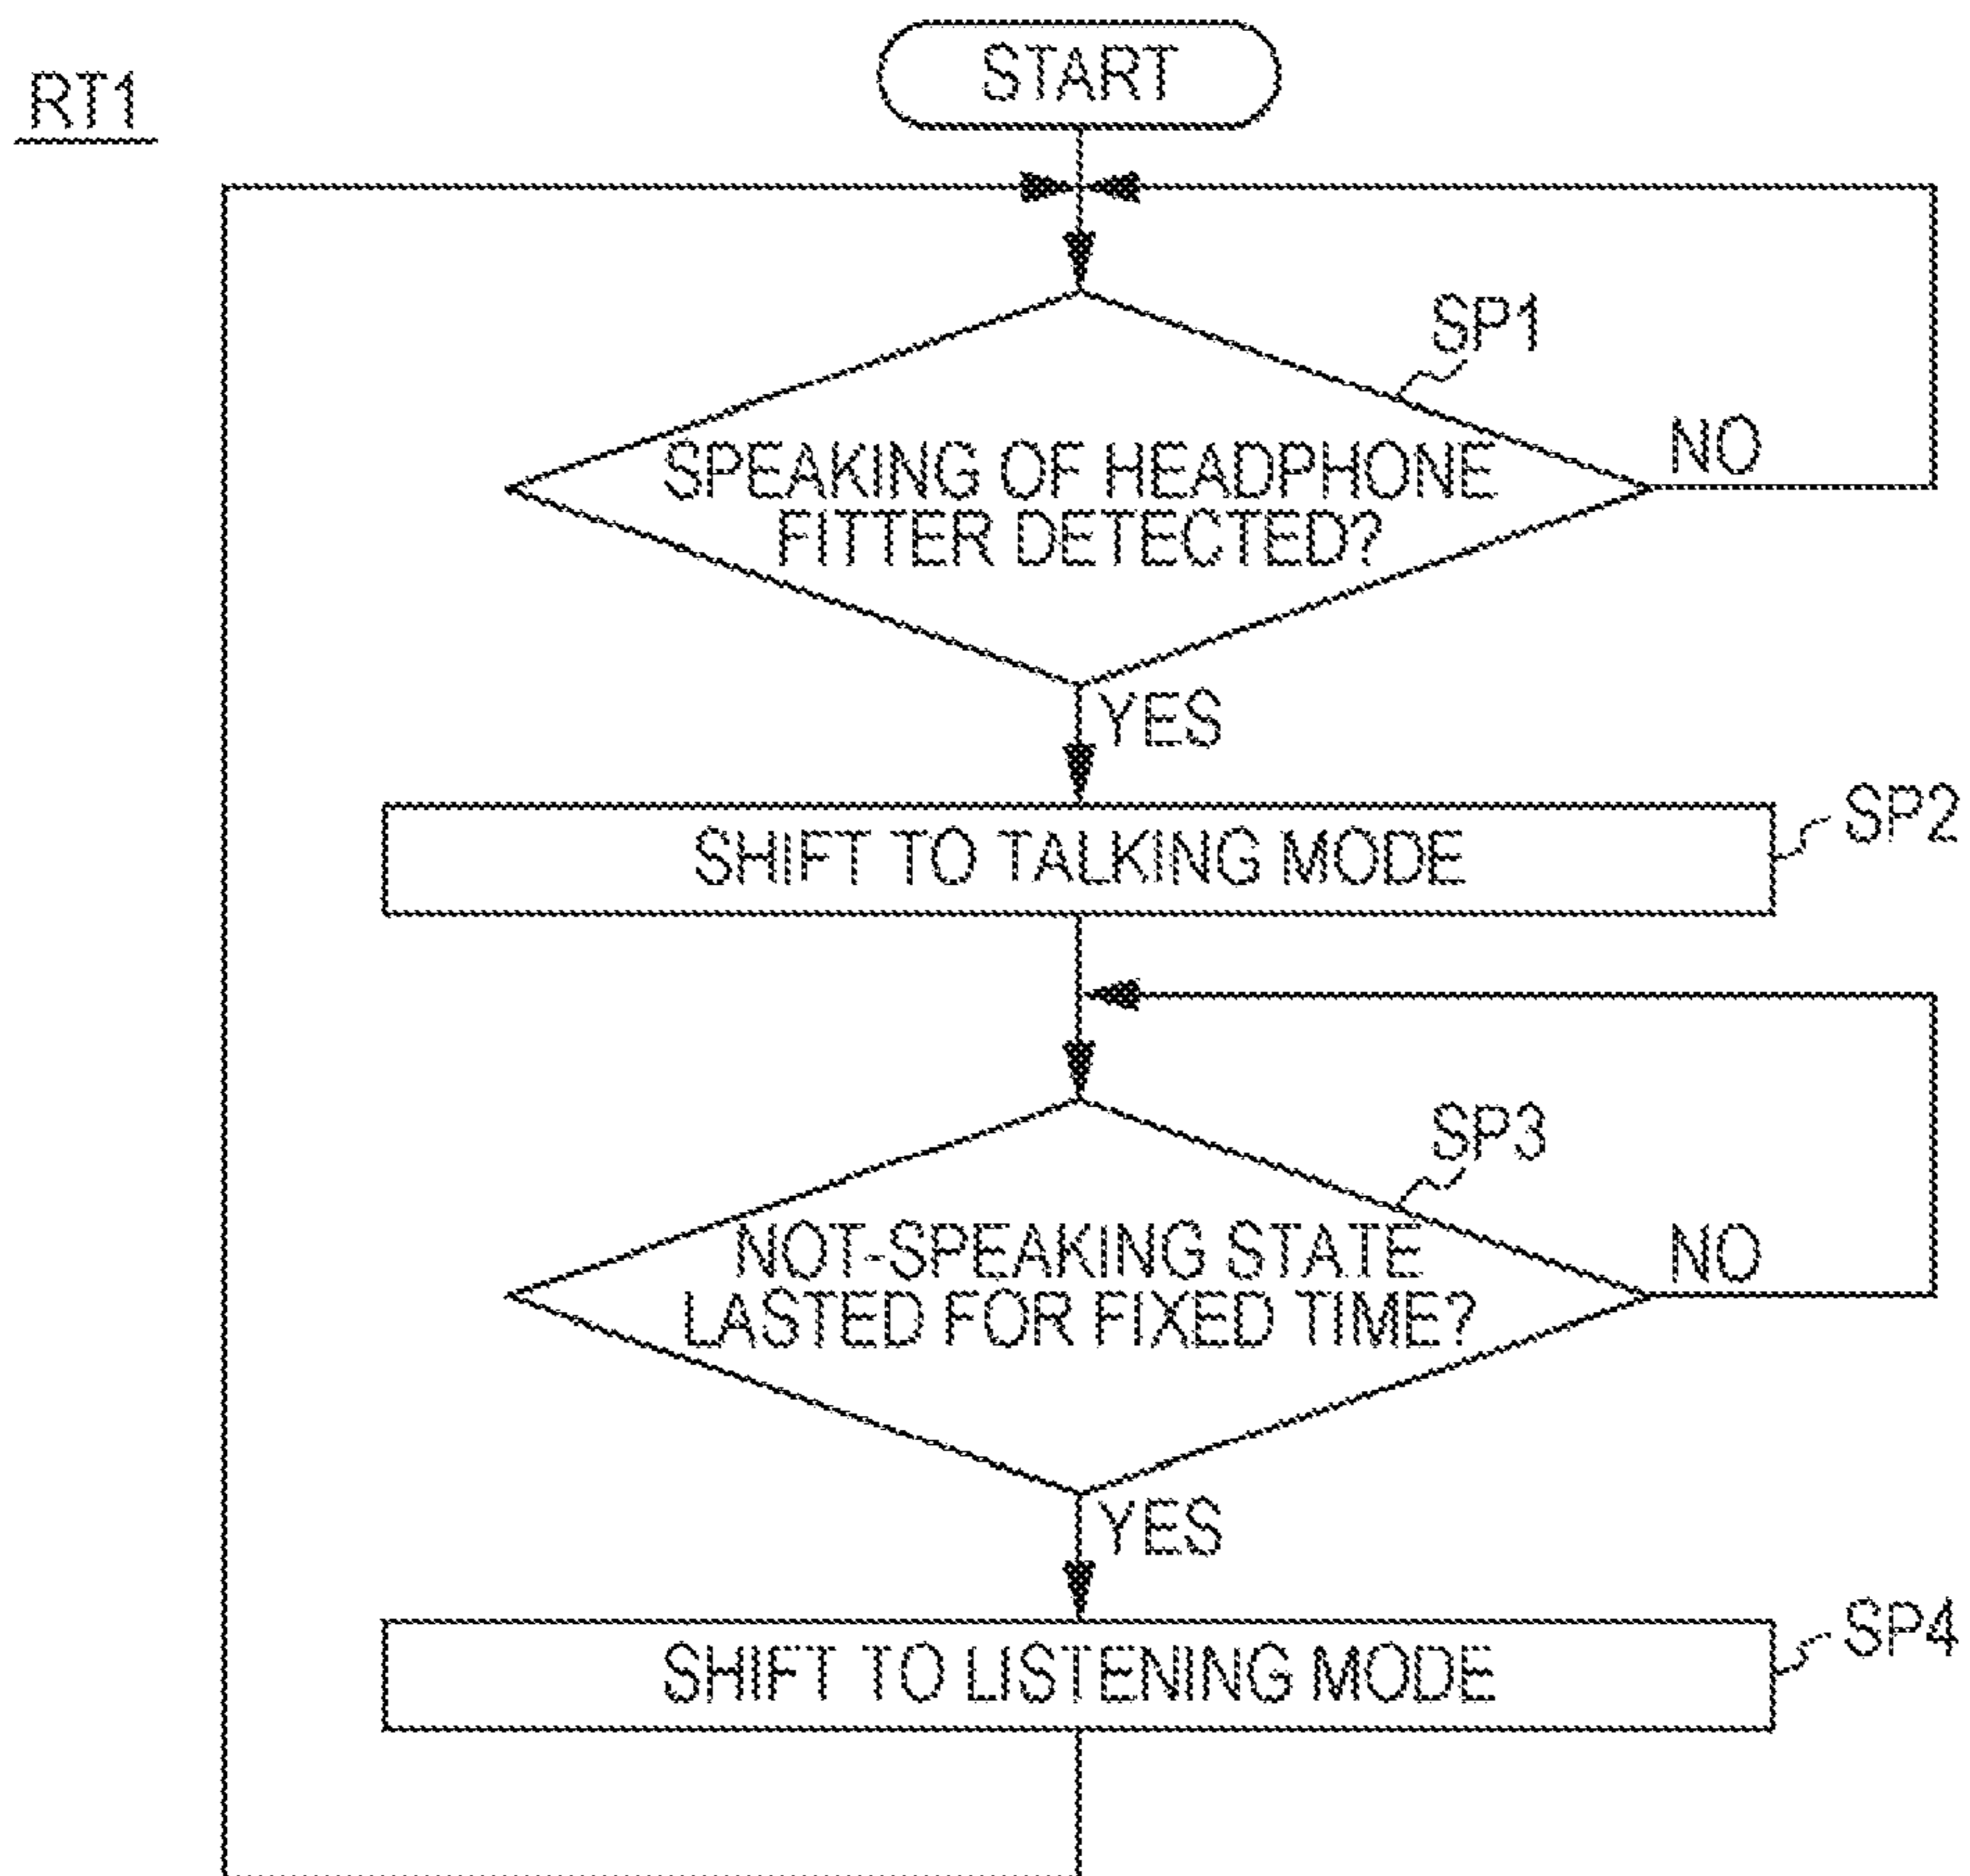 RT1
START
SP1
SPEAKING OF HEADPHONE
FITTER DETECTED?
NO
YES
SHIFT TO TALKING MODE
SP2
SP3
NOT-SPEAKING STATE
LASTED FOR FIXED TIME?
NO
YES
SHIFT TO LISTENING MODE
SP4